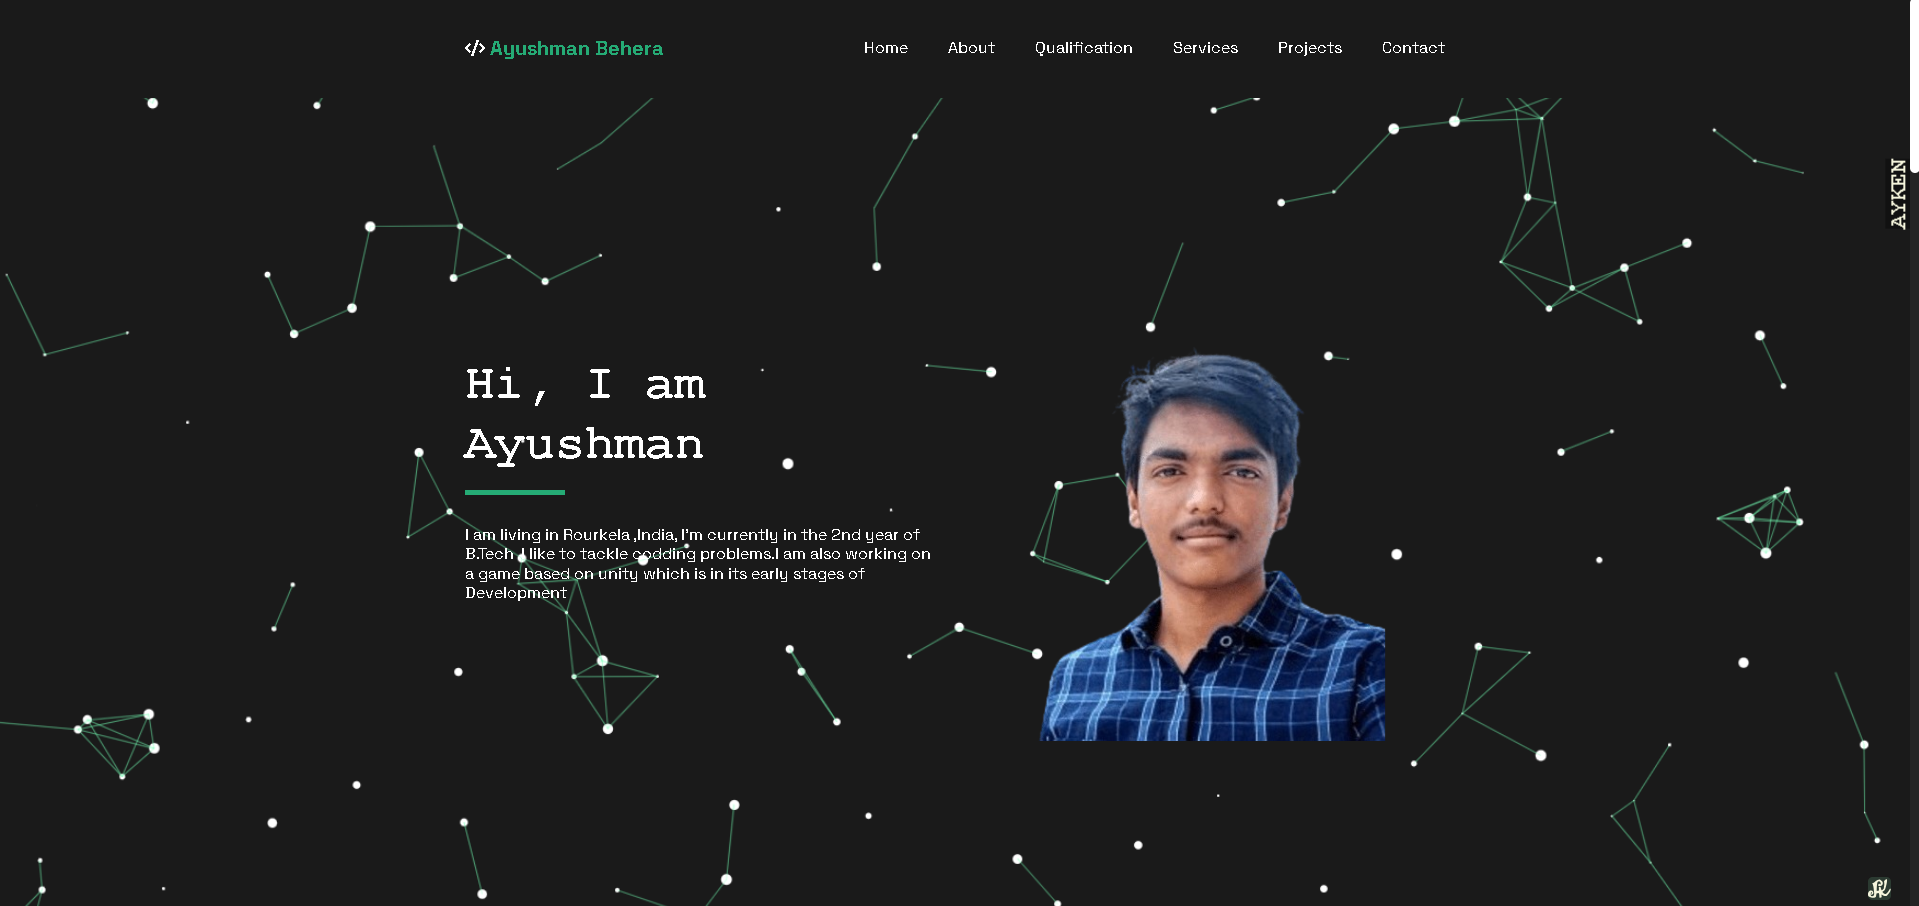 </> Ayushman Behera
Home About Qualification Services Projects Contact
AYKEN
Hi, I am
Ayushman
I am living in Rourkela ,India, I'm currently in the 2nd year of
B.Tech .I like to tackle codding problems.I am also working on
a game based on unity which is in its early stages of
Development